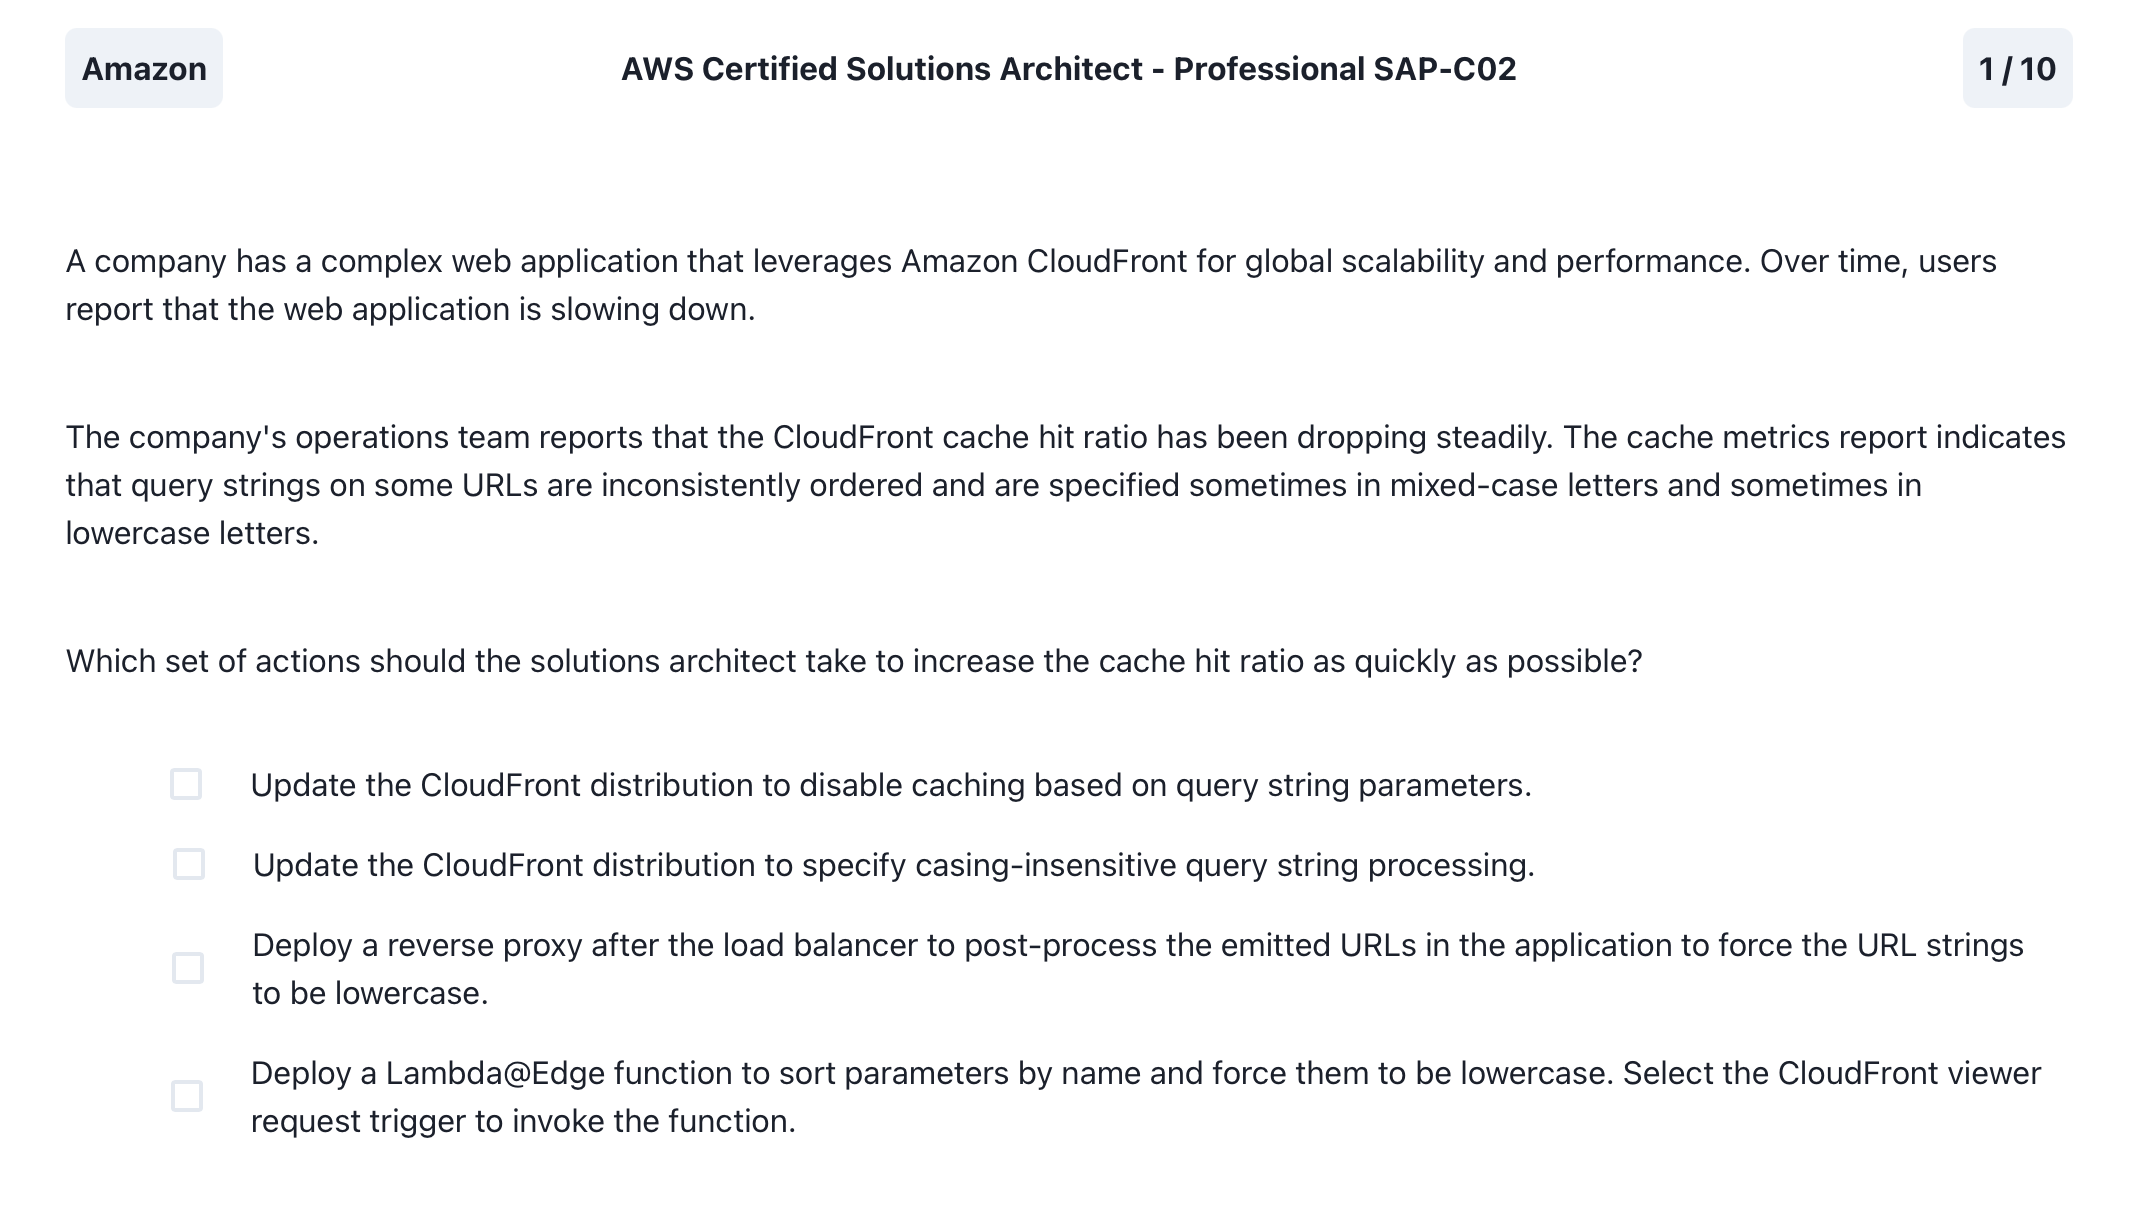 Amazon
AWS Certified Solutions Architect - Professional SAP-C02
1 / 10
A company has a complex web application that leverages Amazon CloudFront for global scalability and performance. Over time, users
report that the web application is slowing down.
The company's operations team reports that the CloudFront cache hit ratio has been dropping steadily. The cache metrics report indicates
that query strings on some URLs are inconsistently ordered and are specified sometimes in mixed-case letters and sometimes in
lowercase letters.
Which set of actions should the solutions architect take to increase the cache hit ratio as quickly as possible?
Update the CloudFront distribution to disable caching based on query string parameters.
Update the CloudFront distribution to specify casing-insensitive query string processing.
Deploy a reverse proxy after the load balancer to post-process the emitted URLs in the application to force the URL strings
to be lowercase.
Deploy a Lambda@Edge function to sort parameters by name and force them to be lowercase. Select the CloudFront viewer
request trigger to invoke the function.